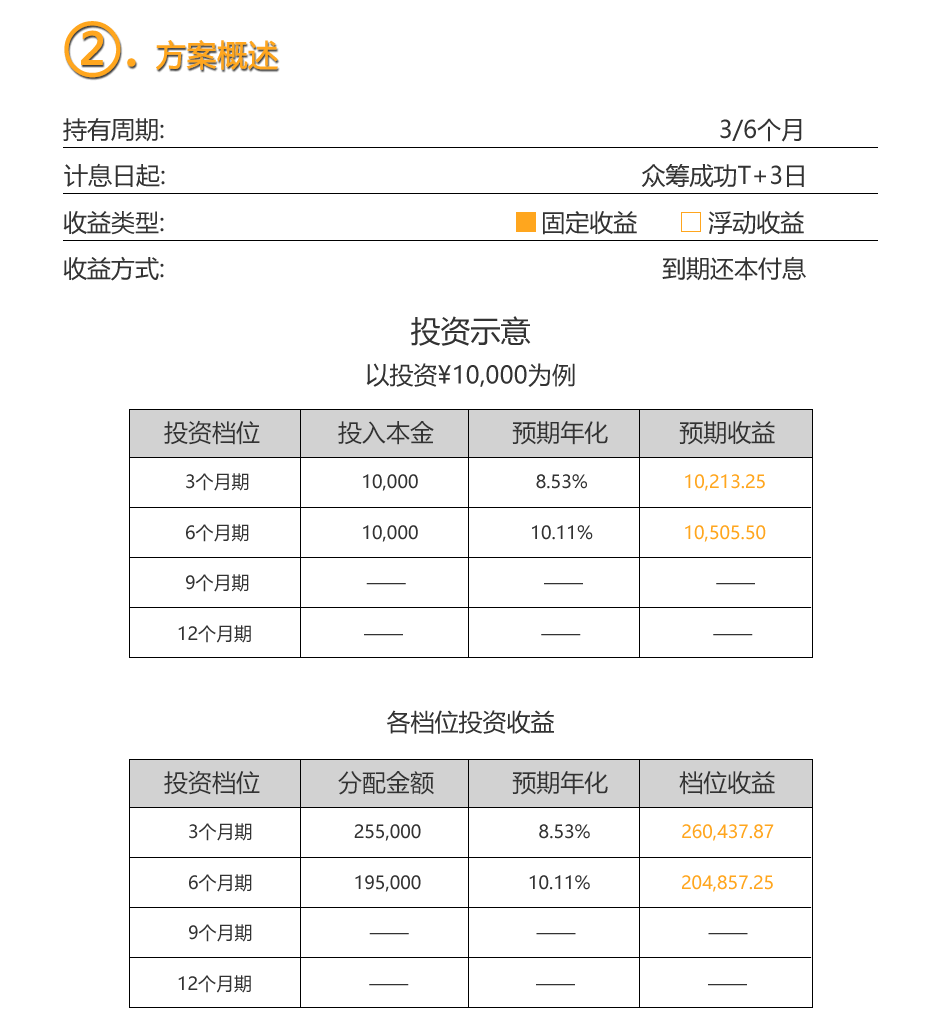 ②. 方案概述
持有周期: 3/6个月
计息日起: 众筹成功T+3日
收益类型: 固定收益 浮动收益
收益方式: 到期还本付息
投资示意
以投资¥10,000为例
投资档位 投入本金 预期年化 预期收益
3个月期 10,000 8.53% 10,213.25
6个月期 10,000 10.11% 10,505.50
9个月期 —— —— ——
12个月期 —— —— ——
各档位投资收益
投资档位 分配金额 预期年化 档位收益
3个月期 255,000 8.53% 260,437.87
6个月期 195,000 10.11% 204,857.25
9个月期 —— —— ——
12个月期 —— —— ——